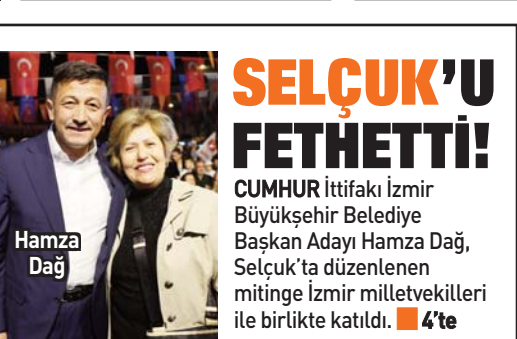 SELÇUK'U
FETHETTİ!
CUMHUR İttifakı İzmir
Büyükşehir Belediye
Başkan Adayı Hamza Dağ,
Selçuk'ta düzenlenen
mitinge İzmir milletvekilleri
ile birlikte katıldı. 4'te
Hamza
Dağ